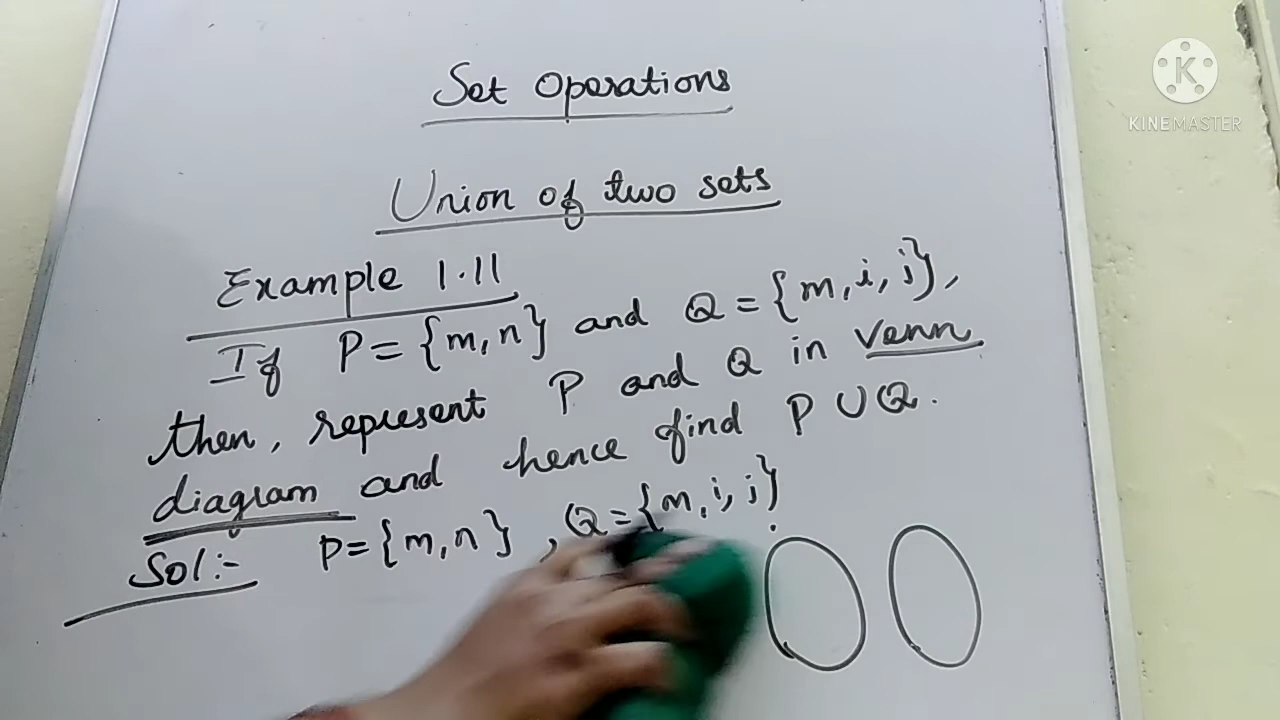 Set Operations
Union of two sets
Example 1.11
If P = {m, n} and Q = {m, i, j},
then, represent P and Q in venn
diagram and hence find P ∪ Q.
Sol:- P = {m, n}, Q = {m, i, j}
KINEMASTER